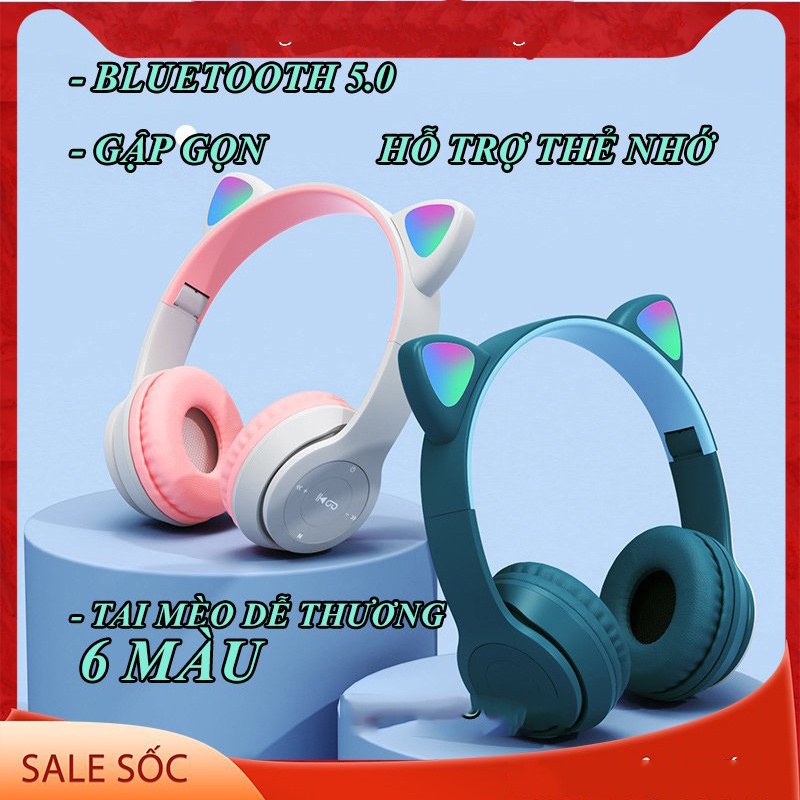 - BLUETOOTH 5.0
- GẬP GỌN HỖ TRỢ THẺ NHỚ
- TAI MÈO DỄ THƯƠNG
6 MÀU
SALE SỐC